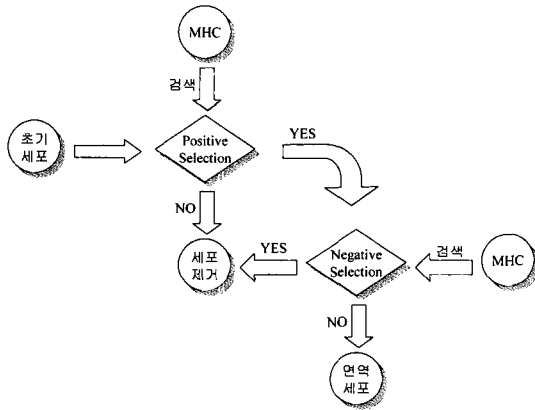 MHC
검색
초기
세포
Positive
Selection
YES
NO
세포
제거
YES
Negative
Selection
검색
MHC
NO
면역
세포